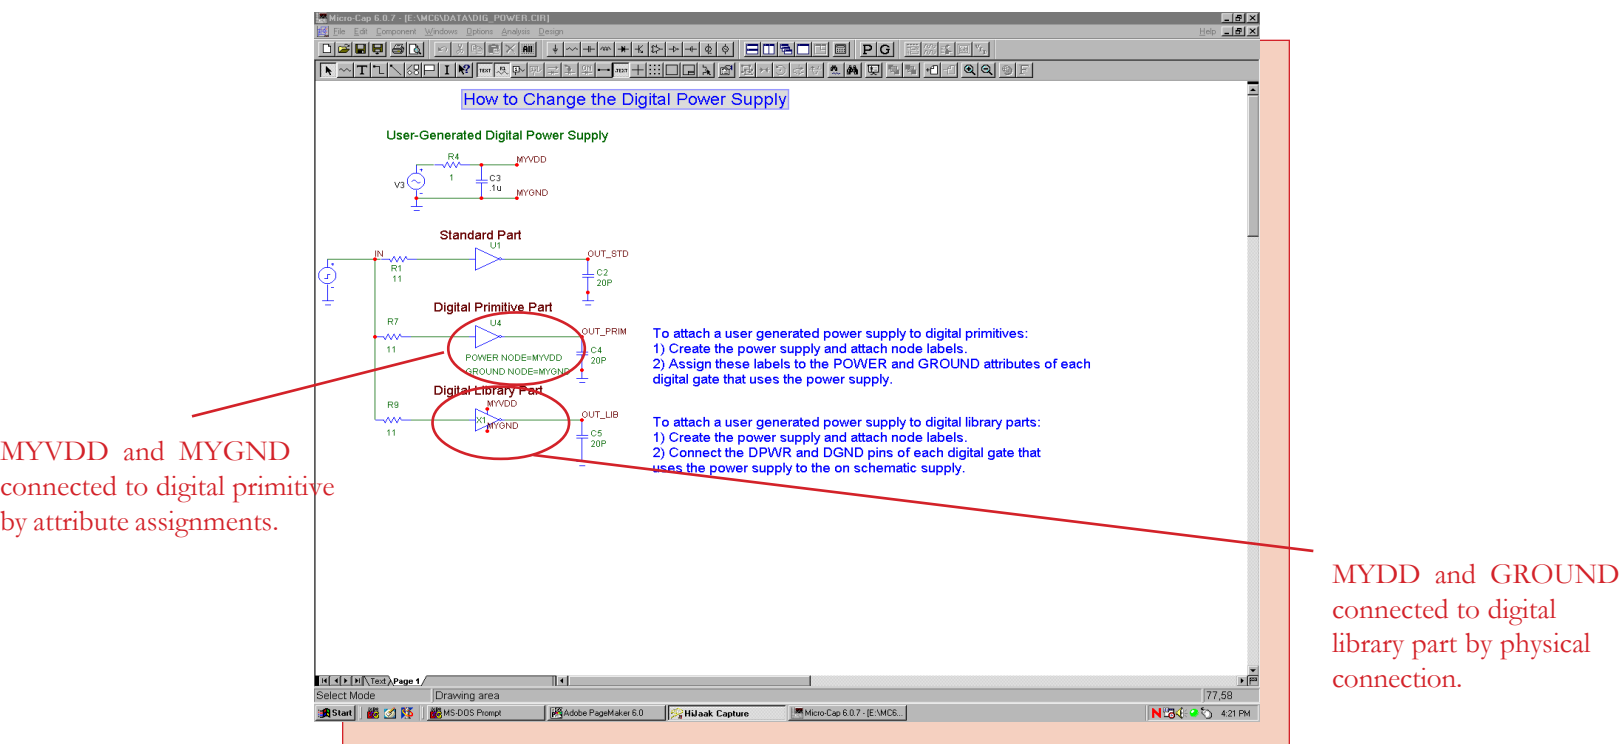 Micro-Cap 6.0.7 - [E:\MC6\DATA\DIG_POWER.CIR]
File Edit Component Windows Options Analysis Design Help
How to Change the Digital Power Supply
User-Generated Digital Power Supply
R4
MYVDD
1
V3
C3
.1u
MYGND
Standard Part
U1
IN
OUT_STD
R1
11
C2
20P
Digital Primitive Part
U4
R7
OUT_PRIM
11
C4
20P
POWER NODE=MYVDD
GROUND NODE=MYGND
To attach a user generated power supply to digital primitives:
1) Create the power supply and attach node labels.
2) Assign these labels to the POWER and GROUND attributes of each
digital gate that uses the power supply.
Digital Library Part
MYVDD
R9
OUT_LIB
X1
MYGND
11
C5
20P
To attach a user generated power supply to digital library parts:
1) Create the power supply and attach node labels.
2) Connect the DPWR and DGND pins of each digital gate that
uses the power supply to the on schematic supply.
MYVDD and MYGND
connected to digital primitive
by attribute assignments.
MYDD and GROUND
connected to digital
library part by physical
connection.
Text Page 1
Select Mode Drawing area 77,58
Start MS-DOS Prompt Adobe PageMaker 6.0 HiJaak Capture Micro-Cap 6.0.7 - [E:\MC6... 4:21 PM